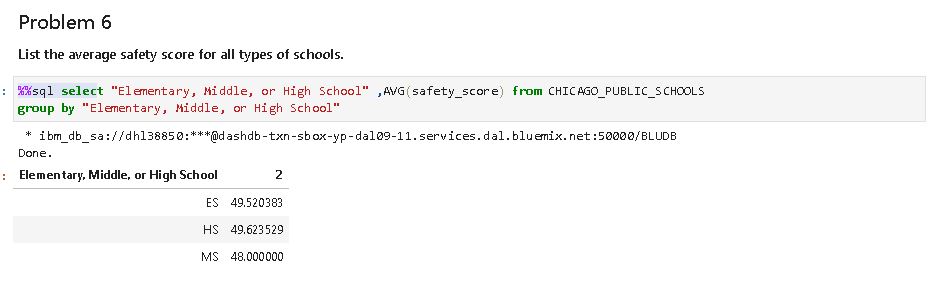 Problem 6
List the average safety score for all types of schools.
: %%sql select "Elementary, Middle, or High School" ,AVG(safety_score) from CHICAGO_PUBLIC_SCHOOLS
group by "Elementary, Middle, or High School"
* ibm_db_sa://dhl38850:***@dashdb-txn-sbox-yp-dal09-11.services.dal.bluemix.net:50000/BLUDB
Done.
: Elementary, Middle, or High School 2
ES 49.520383
HS 49.623529
MS 48.000000